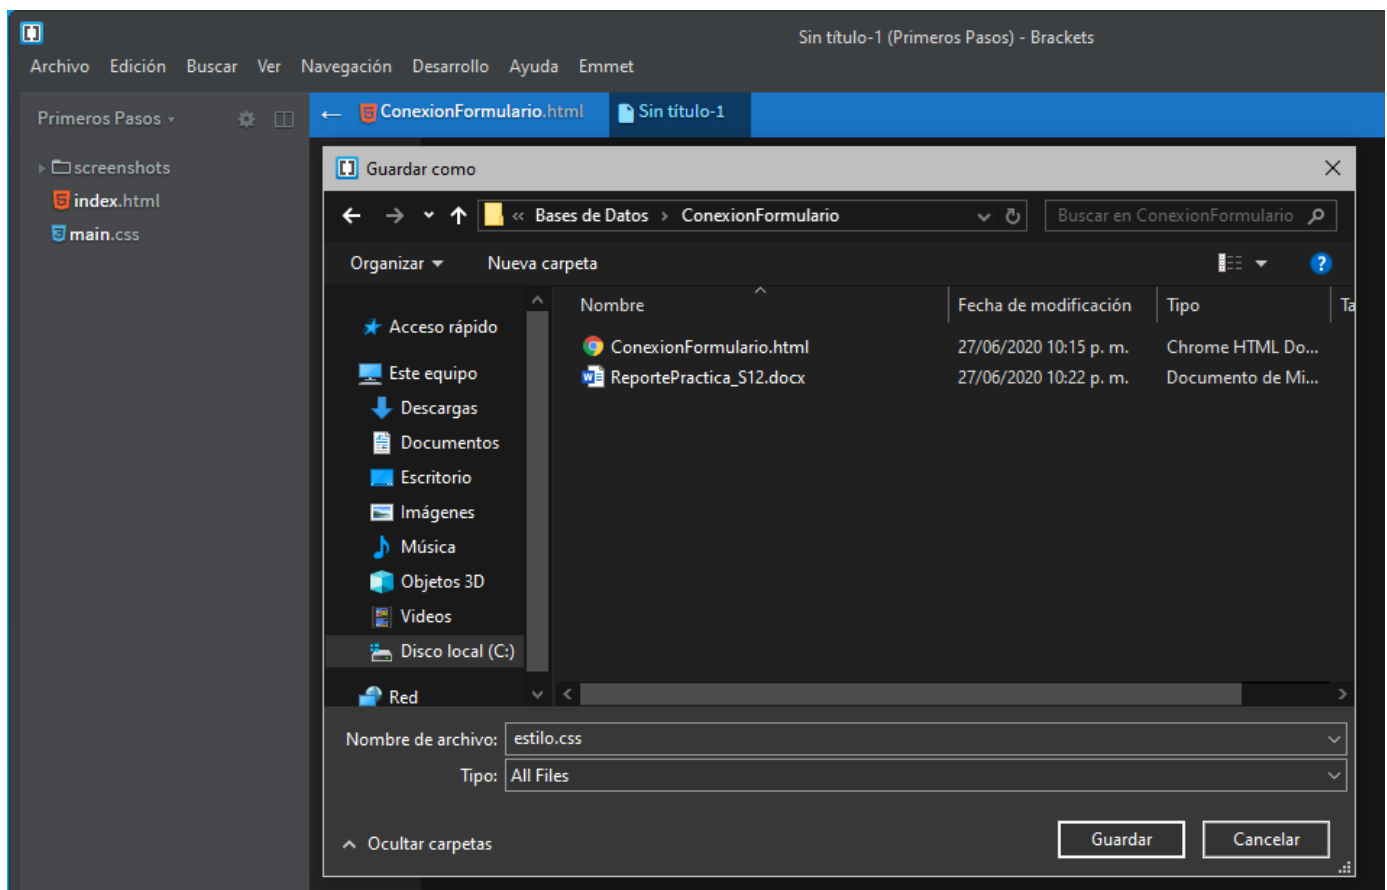 Sin título-1 (Primeros Pasos) - Brackets
Archivo Edición Buscar Ver Navegación Desarrollo Ayuda Emmet
Primeros Pasos
ConexionFormulario.html
Sin título-1
screenshots
index.html
main.css
Guardar como
« Bases de Datos > ConexionFormulario
Buscar en ConexionFormulario
Organizar
Nueva carpeta
?
Nombre Fecha de modificación Tipo Ta
ConexionFormulario.html 27/06/2020 10:15 p. m. Chrome HTML Do...
ReportePractica_S12.docx 27/06/2020 10:22 p. m. Documento de Mi...
Acceso rápido
Este equipo
Descargas
Documentos
Escritorio
Imágenes
Música
Objetos 3D
Videos
Disco local (C:)
Red
Nombre de archivo: estilo.css
Tipo: All Files
Ocultar carpetas
Guardar
Cancelar